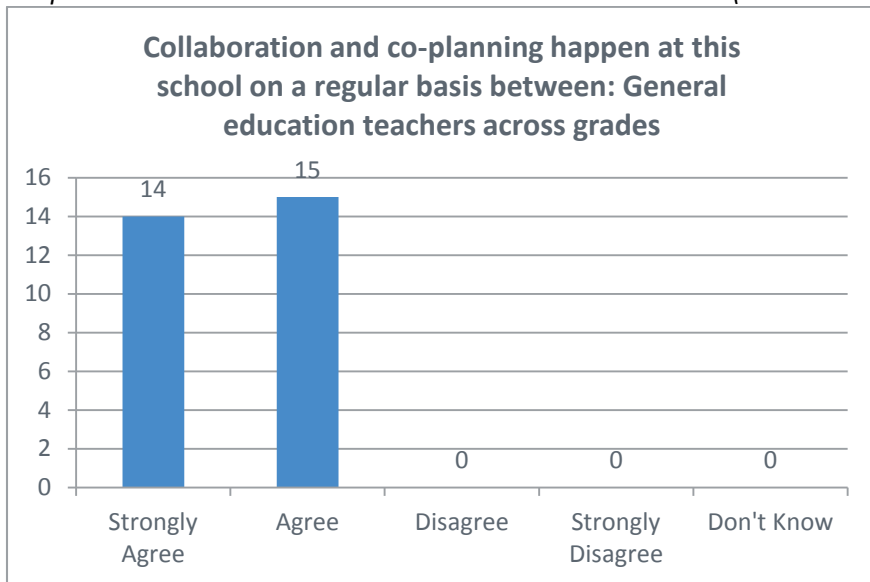 Collaboration and co-planning happen at this
school on a regular basis between: General
education teachers across grades
16
14
12
10
8
6
4
2
0
14
15
0
0
0
Strongly
Agree
Agree
Disagree
Strongly
Disagree
Don't Know